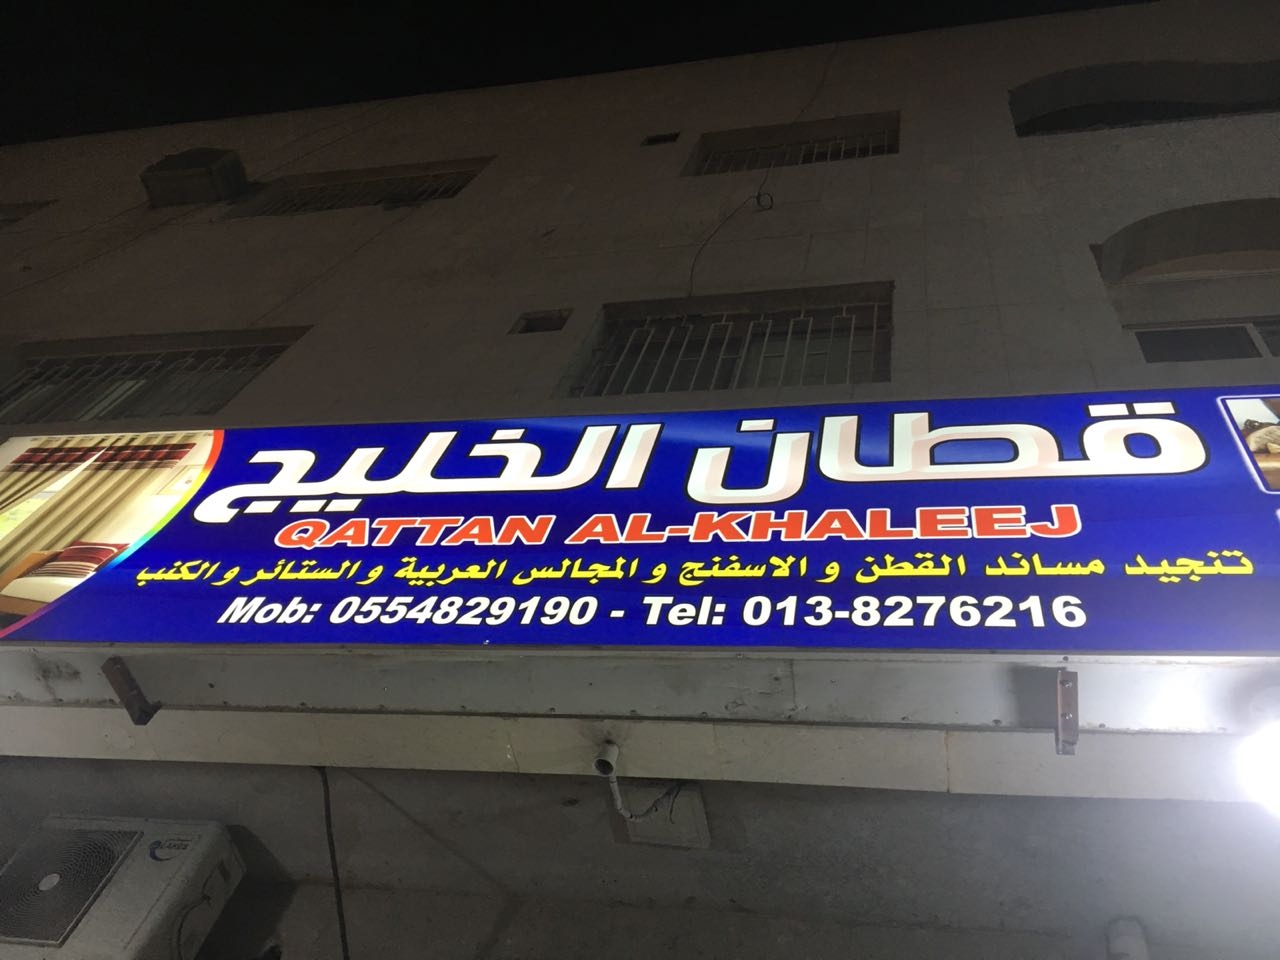 قطان الخليج
QATTAN AL-KHALEEJ
تنجيد مساند القطن و الاسفنج و المجالس العربية و الستائر و الكنب
Mob: 0554829190 - Tel: 013-8276216